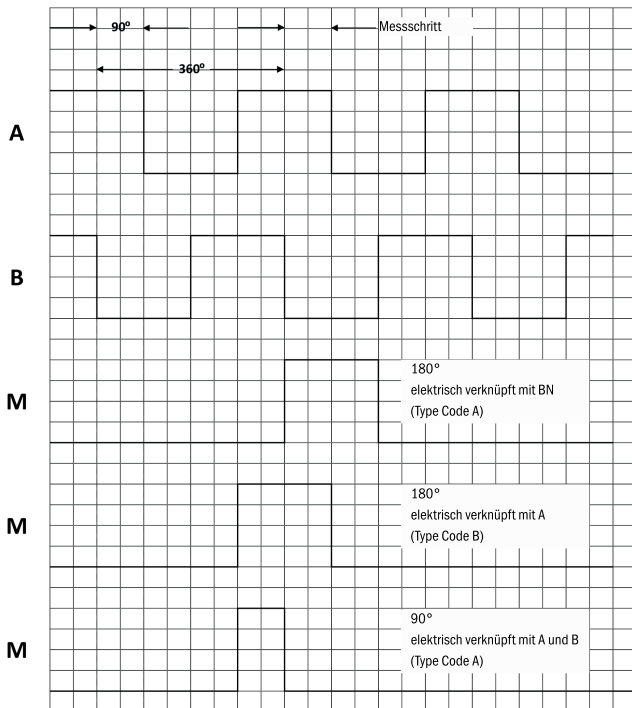 90° Messschritt
360°
A
B
M
180°
elektrisch verknüpft mit BN
(Type Code A)
M
180°
elektrisch verknüpft mit A
(Type Code B)
M
90°
elektrisch verknüpft mit A und B
(Type Code A)